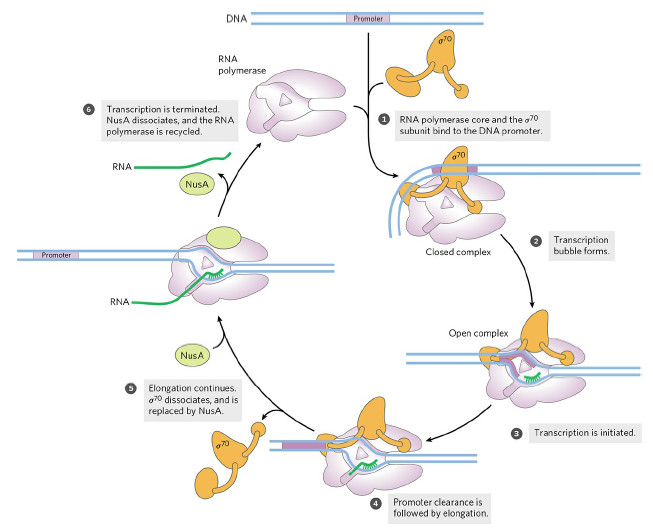 DNA
Promoter
σ70
RNA
polymerase
1 RNA polymerase core and the σ70
subunit bind to the DNA promoter.
6 Transcription is terminated.
NusA dissociates, and the RNA
polymerase is recycled.
RNA
NusA
σ70
Closed complex
2 Transcription
bubble forms.
Promoter
RNA
Open complex
NusA
3 Transcription is initiated.
5 Elongation continues.
σ70 dissociates, and is
replaced by NusA.
σ70
4 Promoter clearance is
followed by elongation.